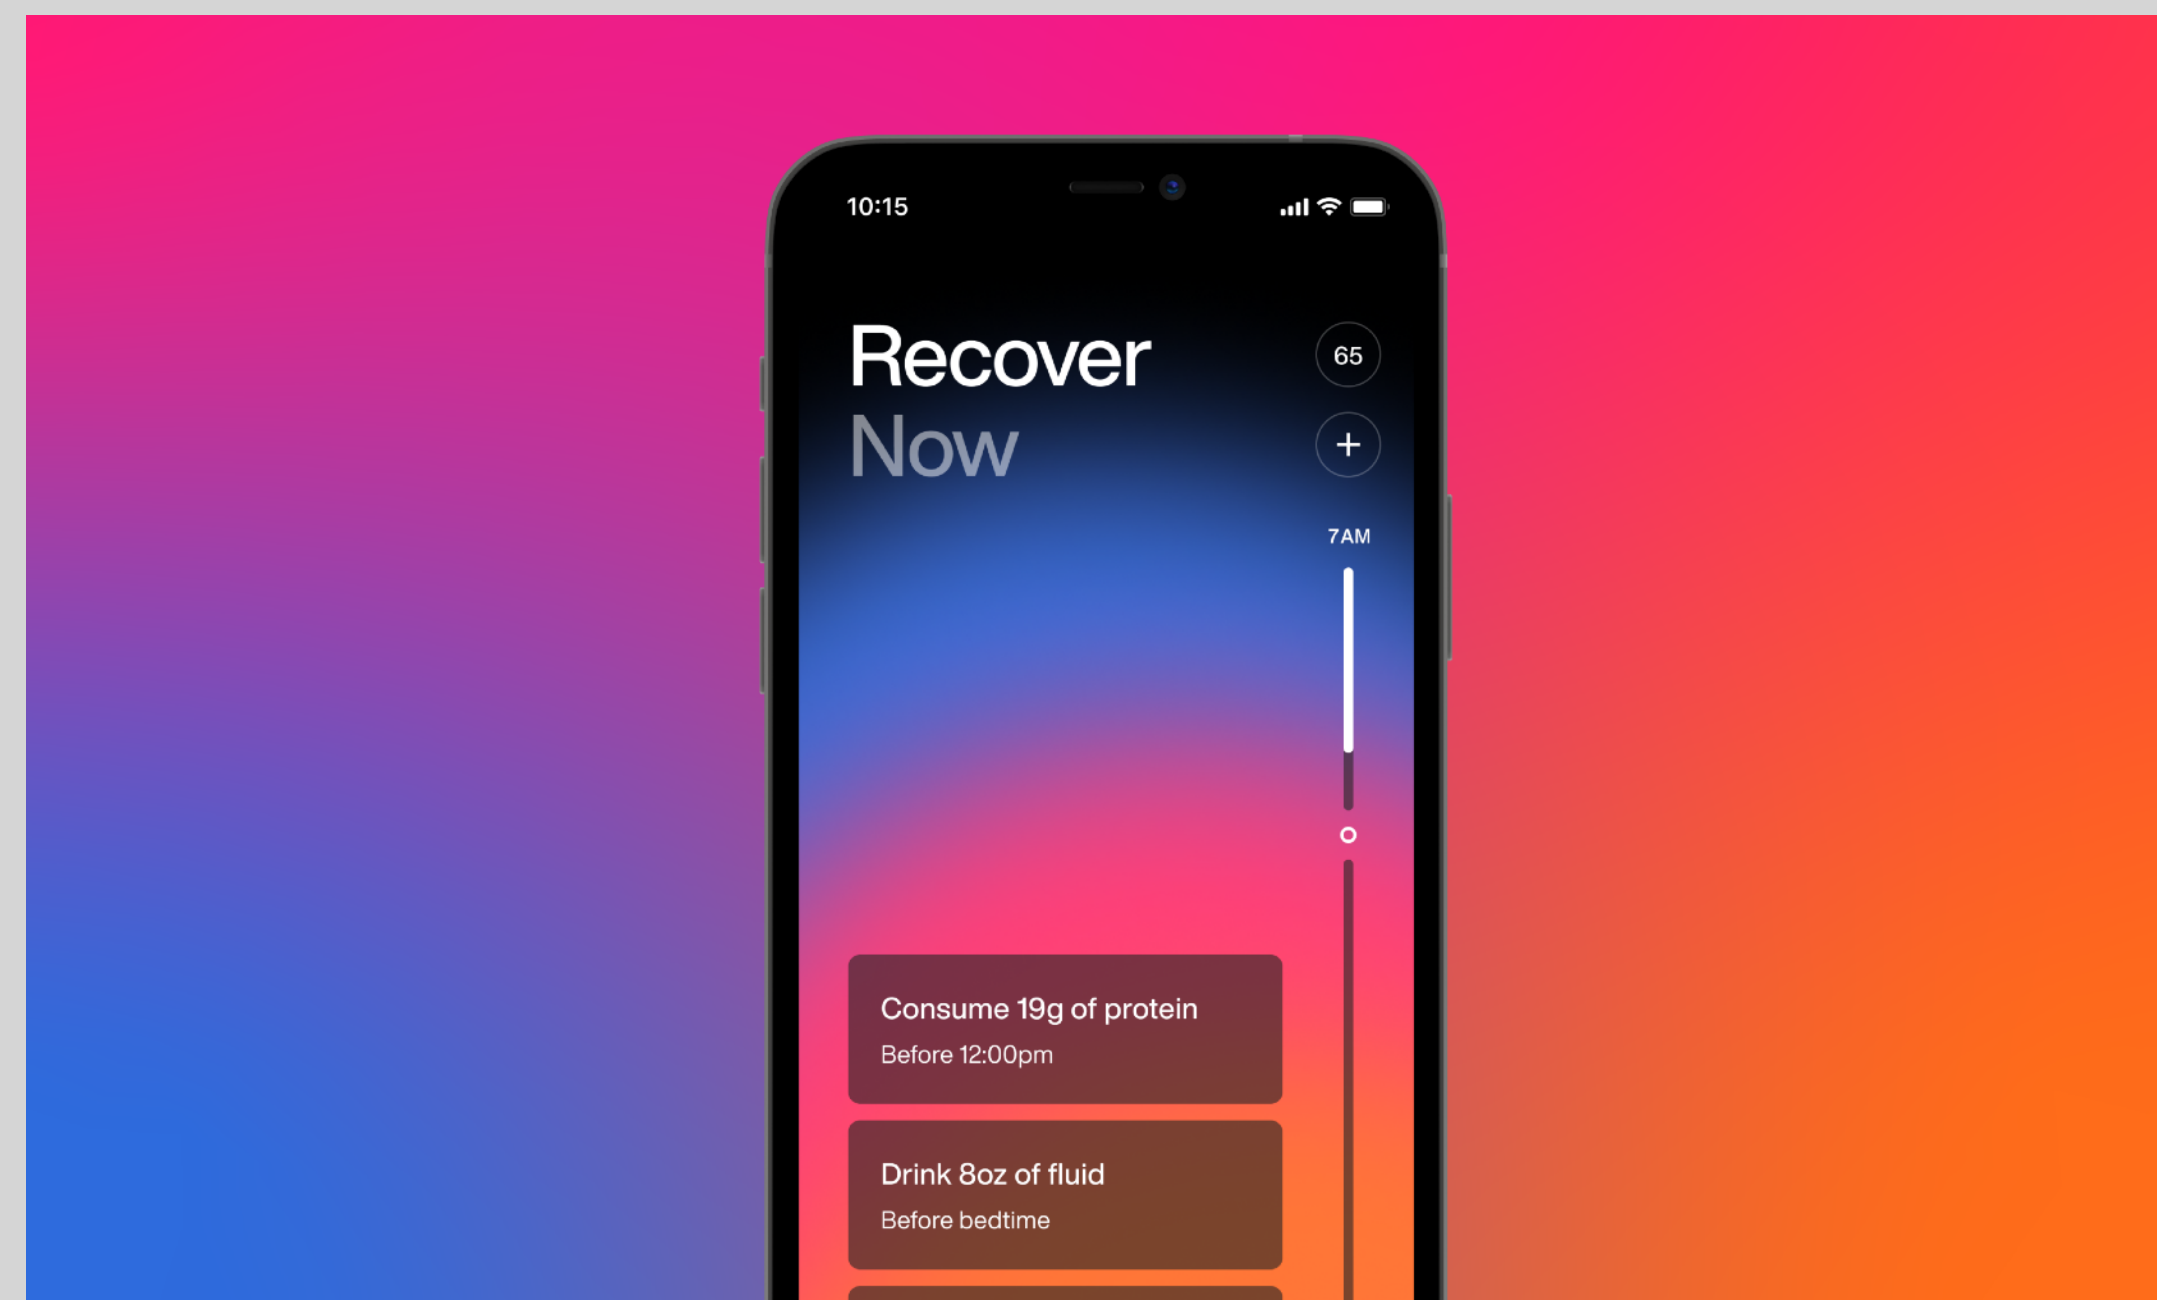 10:15
Recover
Now
65
+
7AM
Consume 19g of protein
Before 12:00pm
Drink 8oz of fluid
Before bedtime